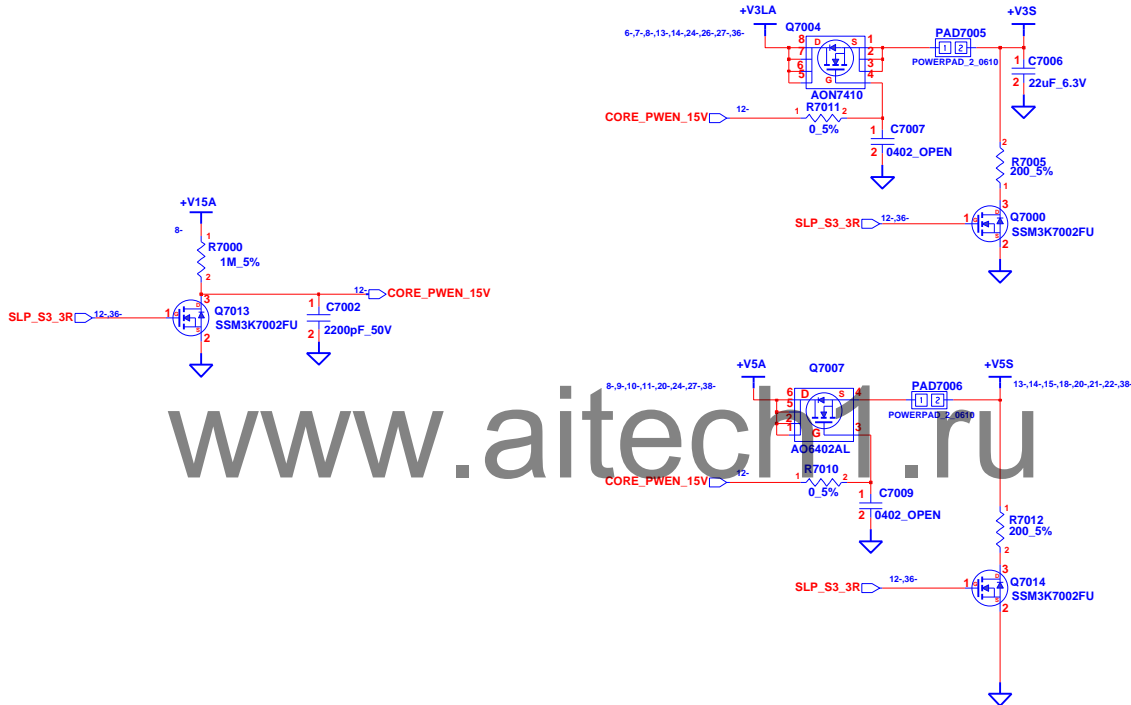 +V3LA
6-,7-,8-,13-,14-,24-,26-,27-,36-
Q7004
8 D S 1
7 2
6 3
5 4
G
AON7410
PAD7005
1 2
POWERPAD_2_0610
+V3S
1 C7006
2 22uF_6.3V
CORE_PWEN_15V
12-
R7011
1 2
0_5%
1 C7007
2 0402_OPEN
2
R7005
200_5%
1
SLP_S3_3R
12-,36-
3
D
1 G
Q7000
SSM3K7002FU
S
2
+V15A
8-
1
R7000
1M_5%
2
12-
CORE_PWEN_15V
3
D
SLP_S3_3R
12-,36-
1 G
Q7013
SSM3K7002FU
S
2
1 C7002
2 2200pF_50V
+V5A
8-,9-,10-,11-,20-,24-,27-,38-
Q7007
6 D S 4
5
2
1 G 3
AO6402AL
PAD7006
1 2
POWERPAD_2_0610
+V5S
13-,14-,15-,18-,20-,21-,22-,38-
www.aitech1.ru
CORE_PWEN_15V
12-
R7010
1 2
0_5%
1 C7009
2 0402_OPEN
1
R7012
200_5%
2
SLP_S3_3R
12-,36-
3
D
1 G
Q7014
SSM3K7002FU
S
2